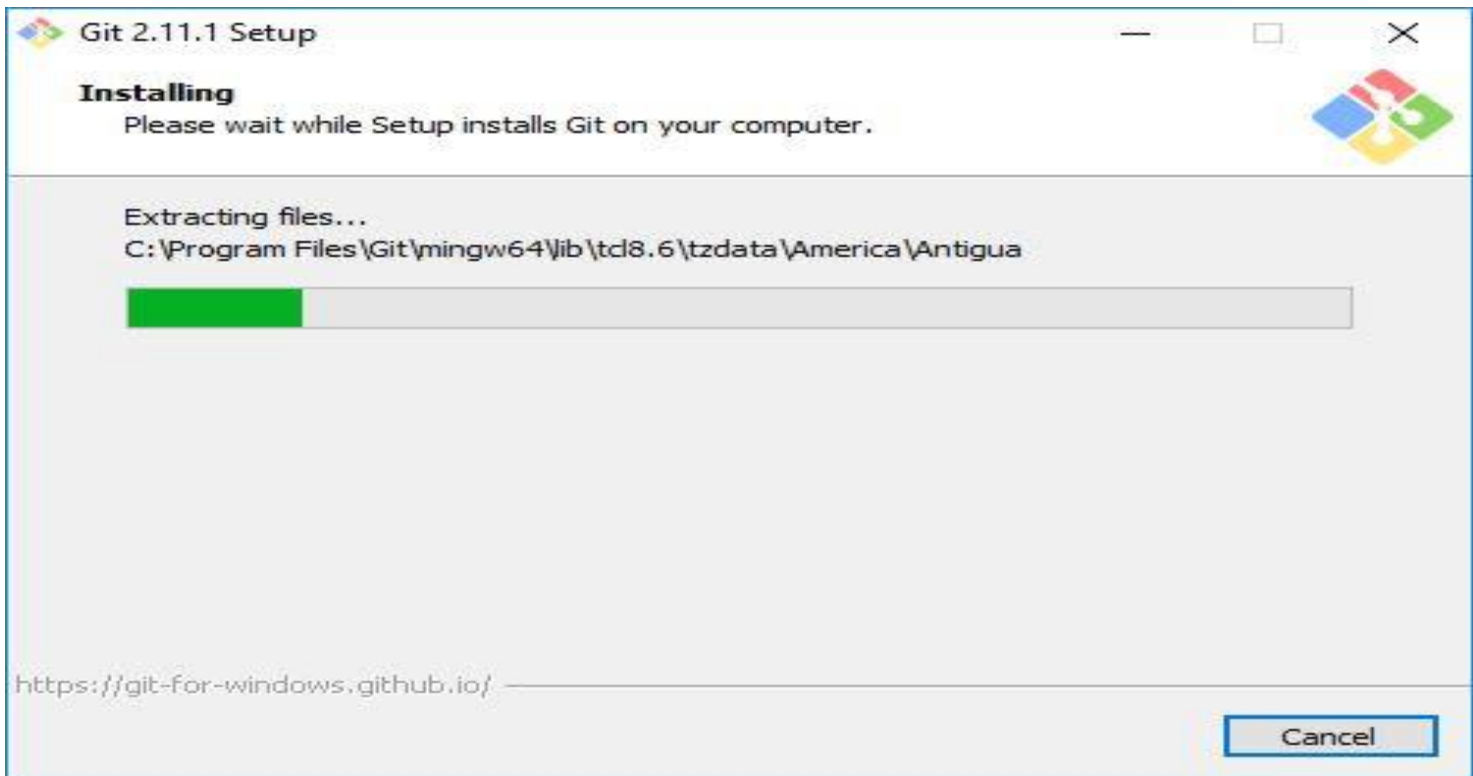 Git 2.11.1 Setup
Installing
Please wait while Setup installs Git on your computer.
Extracting files...
C:\Program Files\Git\mingw64\lib\tcl8.6\tzdata\America\Antigua
https://git-for-windows.github.io/
Cancel